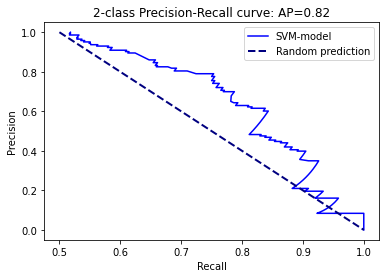 2-class Precision-Recall curve: AP=0.82
SVM-model
Random prediction
Precision
1.0
0.8
0.6
0.4
0.2
0.0
0.5 0.6 0.7 0.8 0.9 1.0
Recall